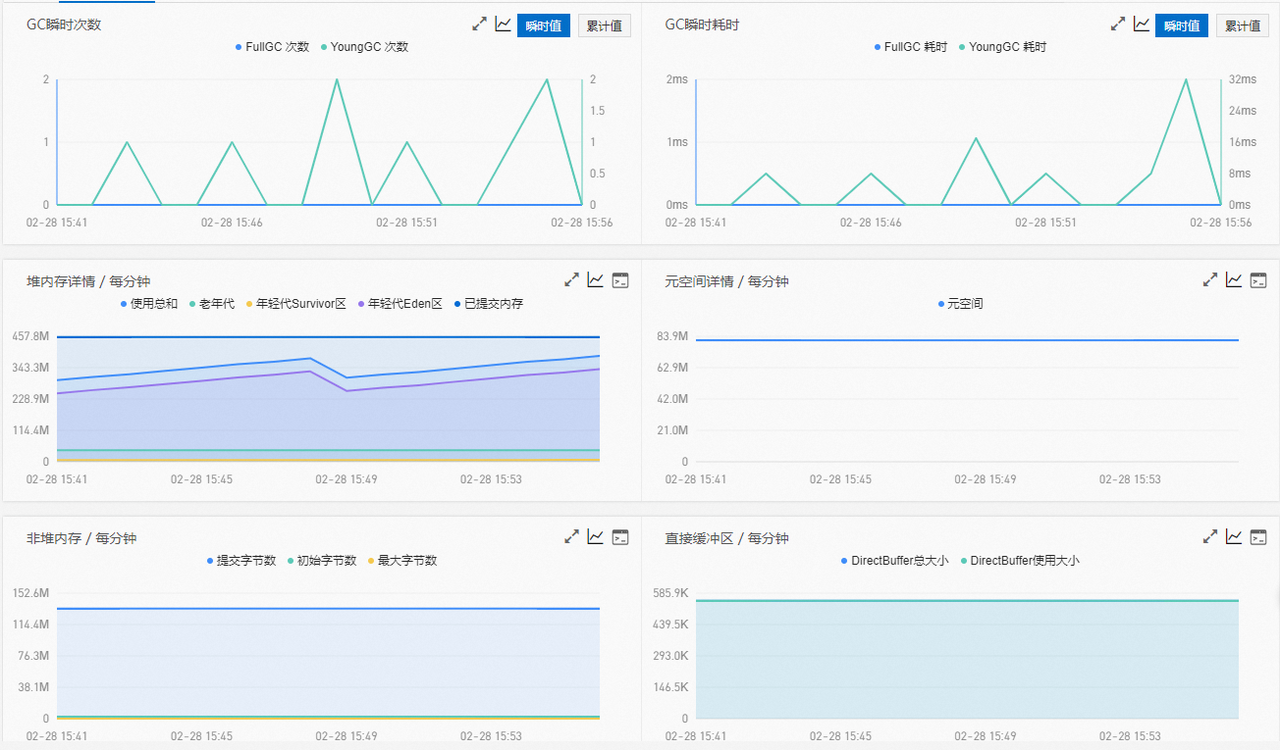 GC瞬时次数
瞬时值 累计值
FullGC 次数 YoungGC 次数
2 2
1.5
1 1
0.5
0 0
02-28 15:41 02-28 15:46 02-28 15:51 02-28 15:56
GC瞬时耗时
瞬时值 累计值
FullGC 耗时 YoungGC 耗时
2ms 32ms
24ms
1ms 16ms
8ms
0ms 0ms
02-28 15:41 02-28 15:46 02-28 15:51 02-28 15:56
堆内存详情 / 每分钟
使用总和 老年代 年轻代Survivor区 年轻代Eden区 已提交内存
457.8M
343.3M
228.9M
114.4M
0
02-28 15:41 02-28 15:45 02-28 15:49 02-28 15:53
元空间详情 / 每分钟
元空间
83.9M
62.9M
42.0M
21.0M
0
02-28 15:41 02-28 15:45 02-28 15:49 02-28 15:53
非堆内存 / 每分钟
提交字节数 初始字节数 最大字节数
152.6M
114.4M
76.3M
38.1M
0
02-28 15:41 02-28 15:45 02-28 15:49 02-28 15:53
直接缓冲区 / 每分钟
DirectBuffer总大小 DirectBuffer使用大小
585.9K
439.5K
293.0K
146.5K
0
02-28 15:41 02-28 15:45 02-28 15:49 02-28 15:53